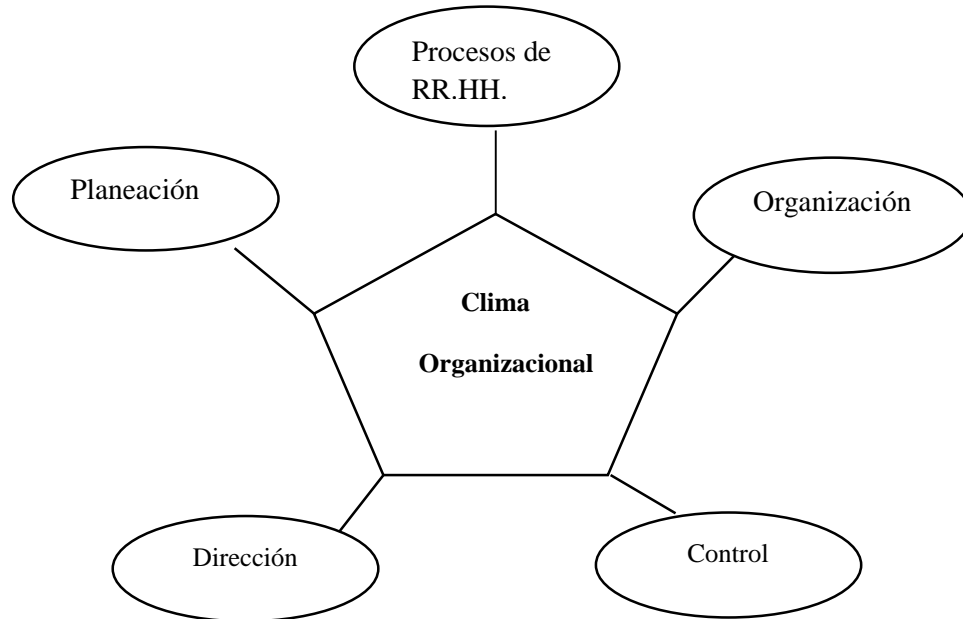 Procesos de
RR.HH.
Planeación
Organización
Clima
Organizacional
Dirección
Control